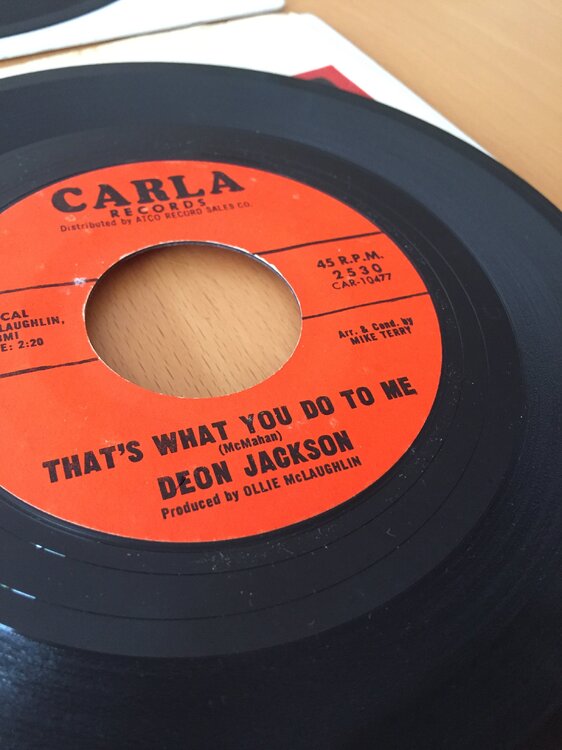 CARLA
RECORDS
Distributed by ATCO RECORD SALES CO.
45 R.P.M.
2530
CAR-10477
CAL
LAUGHLIN,
BMI
E: 2:20
Arr. & Cond. by
MIKE TERRY
THAT'S WHAT YOU DO TO ME
(McMahan)
DEON JACKSON
Produced by OLLIE McLAUGHLIN